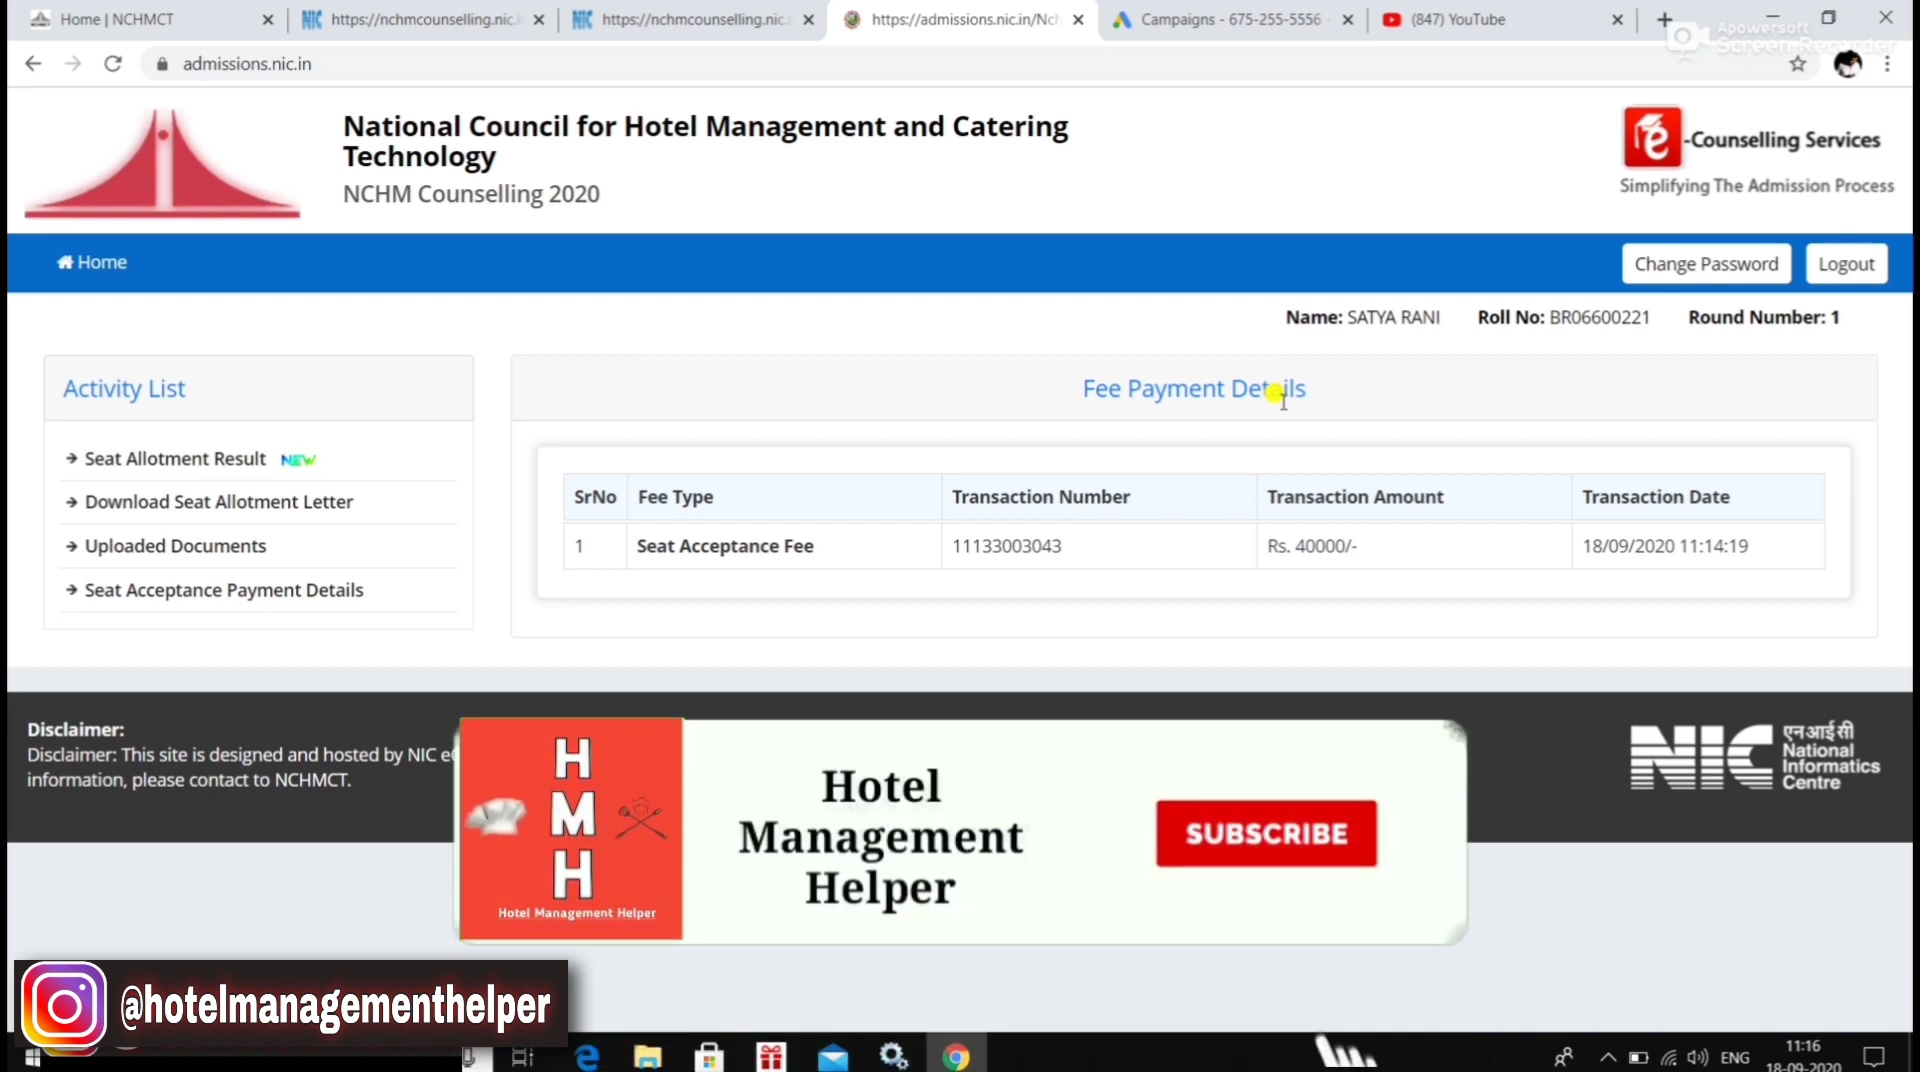 Home | NCHMCT
https://nchmcounselling.nic.i
https://nchmcounselling.nic.i
https://admissions.nic.in/Nch
Campaigns - 675-255-5556 -
(847) YouTube
Apowersoft
Screen Recorder
admissions.nic.in
National Council for Hotel Management and Catering
Technology
NCHM Counselling 2020
e-Counselling Services
Simplifying The Admission Process
Home
Change Password
Logout
Name: SATYA RANI
Roll No: BR06600221
Round Number: 1
Activity List
Seat Allotment Result NEW
Download Seat Allotment Letter
Uploaded Documents
Seat Acceptance Payment Details
Fee Payment Details
SrNo Fee Type Transaction Number Transaction Amount Transaction Date
1 Seat Acceptance Fee 11133003043 Rs. 40000/- 18/09/2020 11:14:19
Disclaimer:
Disclaimer: This site is designed and hosted by NIC
information, please contact to NCHMCT.
H
M
H
Hotel Management Helper
Hotel
Management
Helper
SUBSCRIBE
NIC
एनआईसी
National
Informatics
Centre
@hotelmanagementhelper
ENG
11:16
18-09-2020